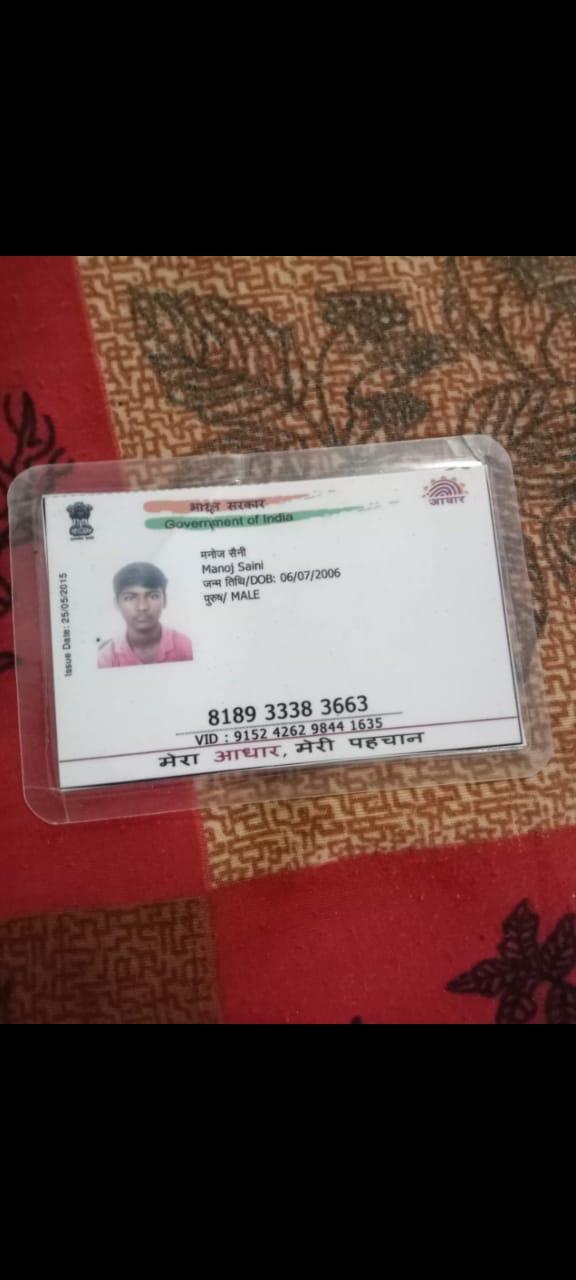 भारत सरकार
Government of India
आधार
Issue Date: 25/05/2015
मनोज सैनी
Manoj Saini
जन्म तिथि/DOB: 06/07/2006
पुरुष/ MALE
8189 3338 3663
VID : 9152 4262 9844 1635
मेरा आधार, मेरी पहचान